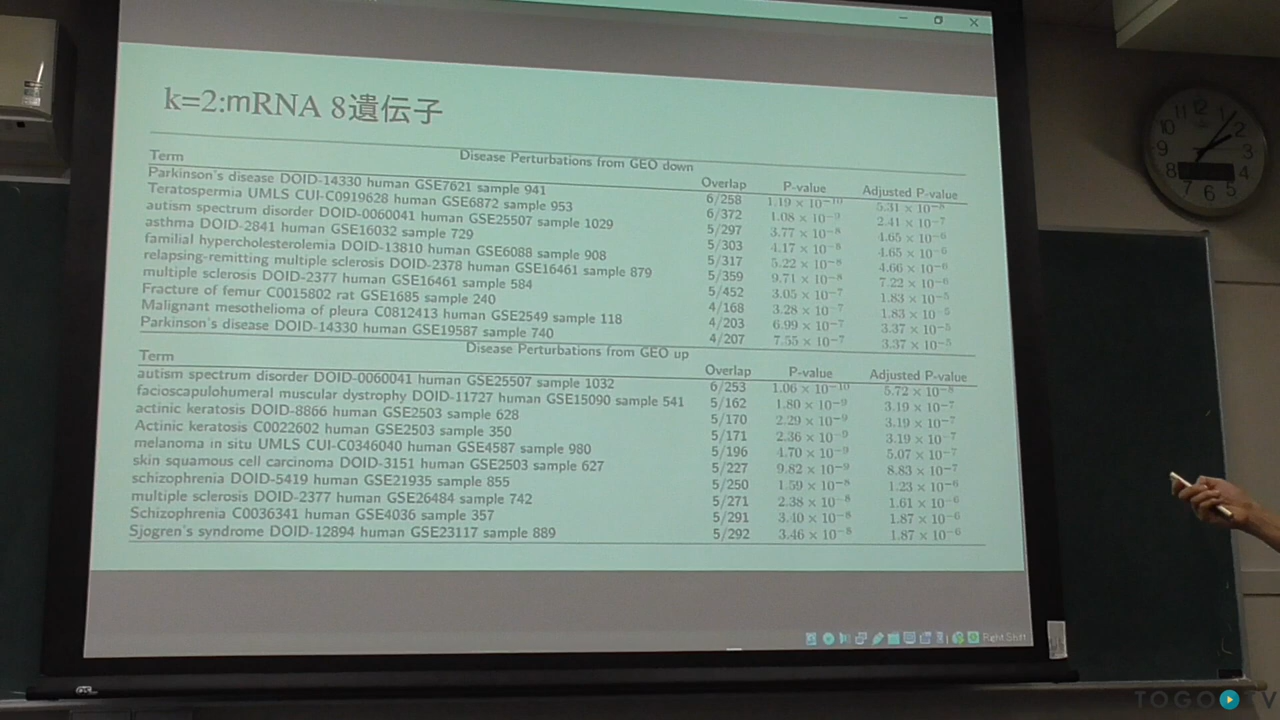 k=2:mRNA 8遺伝子
Disease Perturbations from GEO down
Term Overlap P-value Adjusted P-value
Parkinson's disease DOID-14330 human GSE7621 sample 941 6/258 1.19 × 10⁻¹⁰ 5.31 × 10⁻⁸
Teratospermia UMLS CUI-C0919628 human GSE6872 sample 953 6/372 1.08 × 10⁻⁹ 2.41 × 10⁻⁷
autism spectrum disorder DOID-0060041 human GSE25507 sample 1029 5/297 3.77 × 10⁻⁸ 4.65 × 10⁻⁶
asthma DOID-2841 human GSE16032 sample 729 5/303 4.17 × 10⁻⁸ 4.65 × 10⁻⁶
familial hypercholesterolemia DOID-13810 human GSE6088 sample 908 5/317 5.22 × 10⁻⁸ 4.66 × 10⁻⁶
relapsing-remitting multiple sclerosis DOID-2378 human GSE16461 sample 879 5/359 9.71 × 10⁻⁸ 7.22 × 10⁻⁶
multiple sclerosis DOID-2377 human GSE16461 sample 584 5/452 3.05 × 10⁻⁷ 1.83 × 10⁻⁵
Fracture of femur C0015802 rat GSE1685 sample 240 4/168 3.28 × 10⁻⁷ 1.83 × 10⁻⁵
Malignant mesothelioma of pleura C0812413 human GSE2549 sample 118 4/203 6.99 × 10⁻⁷ 3.37 × 10⁻⁵
Parkinson's disease DOID-14330 human GSE19587 sample 740 4/207 7.55 × 10⁻⁷ 3.37 × 10⁻⁵
Disease Perturbations from GEO up
Term Overlap P-value Adjusted P-value
autism spectrum disorder DOID-0060041 human GSE25507 sample 1032 6/253 1.06 × 10⁻¹⁰ 5.72 × 10⁻⁸
facioscapulohumeral muscular dystrophy DOID-11727 human GSE15090 sample 541 5/162 1.80 × 10⁻⁹ 3.19 × 10⁻⁷
actinic keratosis DOID-8866 human GSE2503 sample 628 5/170 2.29 × 10⁻⁹ 3.19 × 10⁻⁷
Actinic keratosis C0022602 human GSE2503 sample 350 5/171 2.36 × 10⁻⁹ 3.19 × 10⁻⁷
melanoma in situ UMLS CUI-C0346040 human GSE4587 sample 980 5/196 4.70 × 10⁻⁹ 5.07 × 10⁻⁷
skin squamous cell carcinoma DOID-3151 human GSE2503 sample 627 5/227 9.82 × 10⁻⁹ 8.83 × 10⁻⁷
schizophrenia DOID-5419 human GSE21935 sample 855 5/250 1.59 × 10⁻⁸ 1.23 × 10⁻⁶
multiple sclerosis DOID-2377 human GSE26484 sample 742 5/271 2.38 × 10⁻⁸ 1.61 × 10⁻⁶
Schizophrenia C0036341 human GSE4036 sample 357 5/291 3.40 × 10⁻⁸ 1.87 × 10⁻⁶
Sjogren's syndrome DOID-12894 human GSE23117 sample 889 5/292 3.46 × 10⁻⁸ 1.87 × 10⁻⁶
Right Shift
12 1 2 3 4 5 6 7 8 9 10 11
TOGO TV